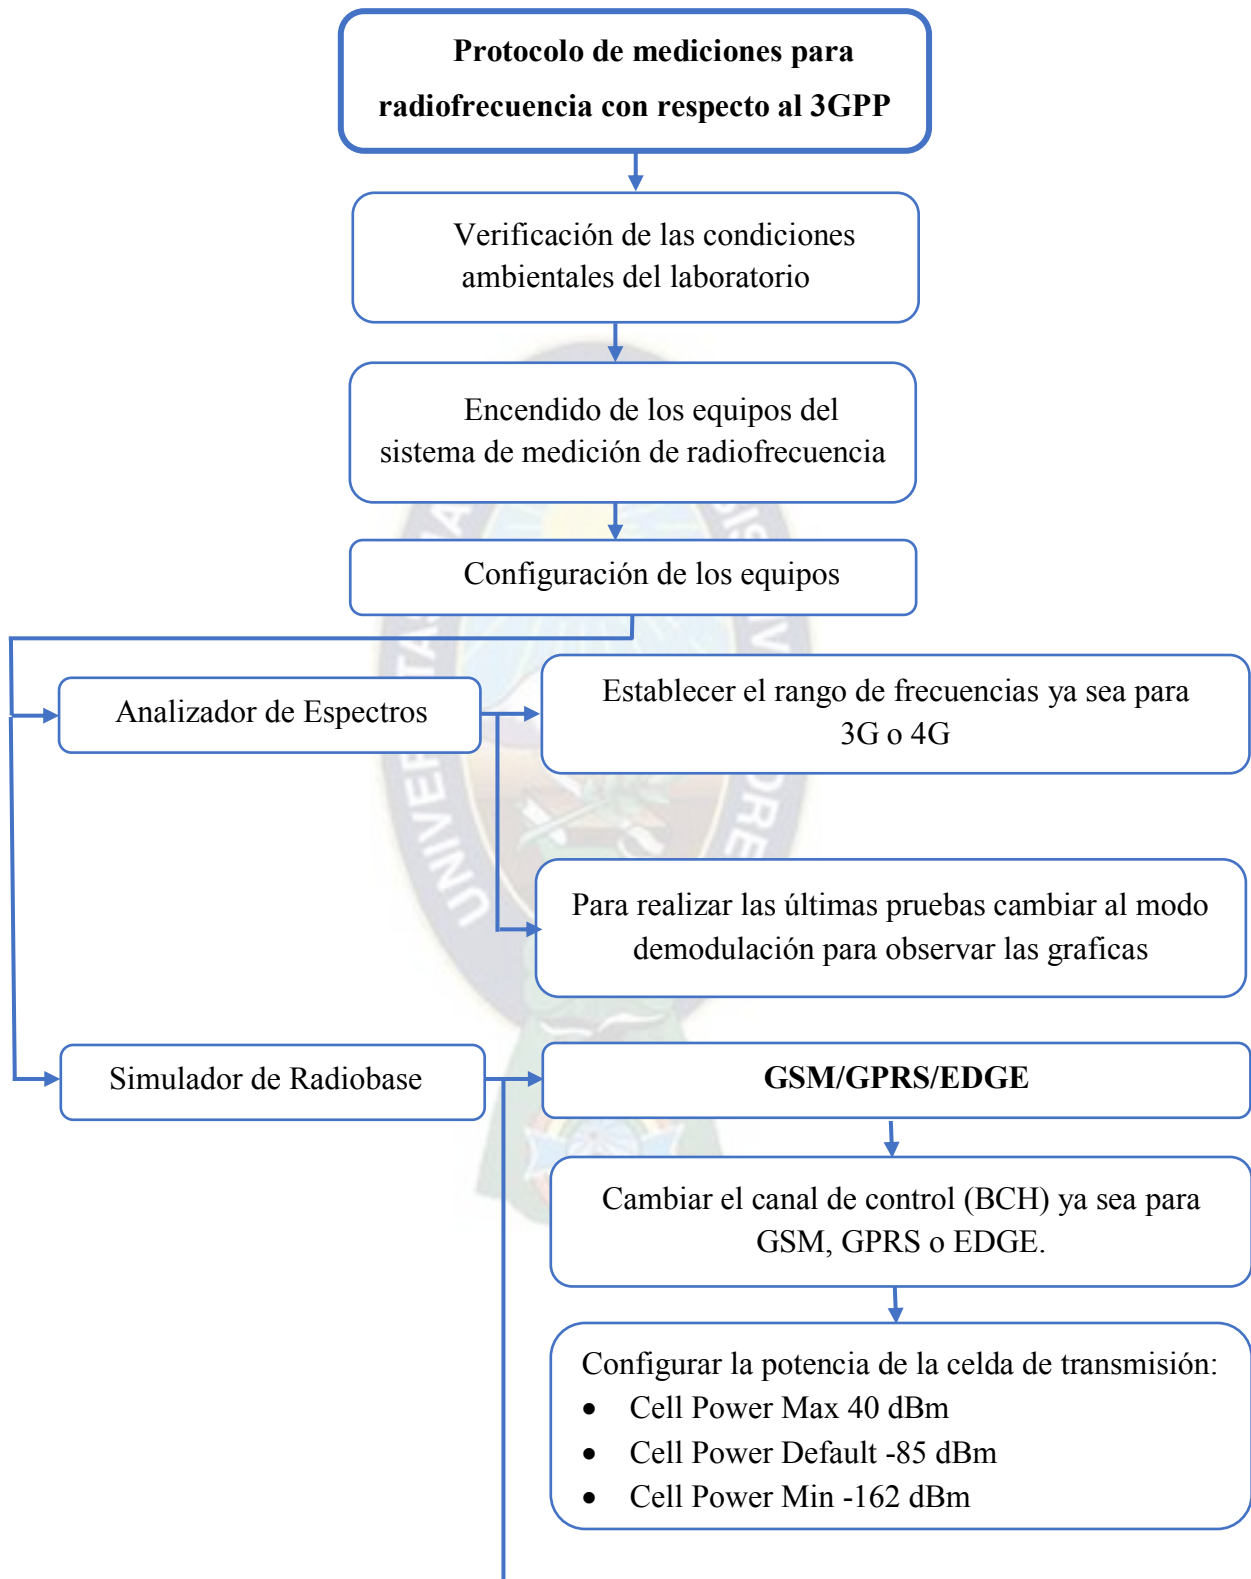 Protocolo de mediciones para
radiofrecuencia con respecto al 3GPP
Verificación de las condiciones
ambientales del laboratorio
Encendido de los equipos del
sistema de medición de radiofrecuencia
Configuración de los equipos
Analizador de Espectros
Establecer el rango de frecuencias ya sea para
3G o 4G
Para realizar las últimas pruebas cambiar al modo
demodulación para observar las graficas
Simulador de Radiobase
GSM/GPRS/EDGE
Cambiar el canal de control (BCH) ya sea para
GSM, GPRS o EDGE.
Configurar la potencia de la celda de transmisión:
• Cell Power Max 40 dBm
• Cell Power Default -85 dBm
• Cell Power Min -162 dBm